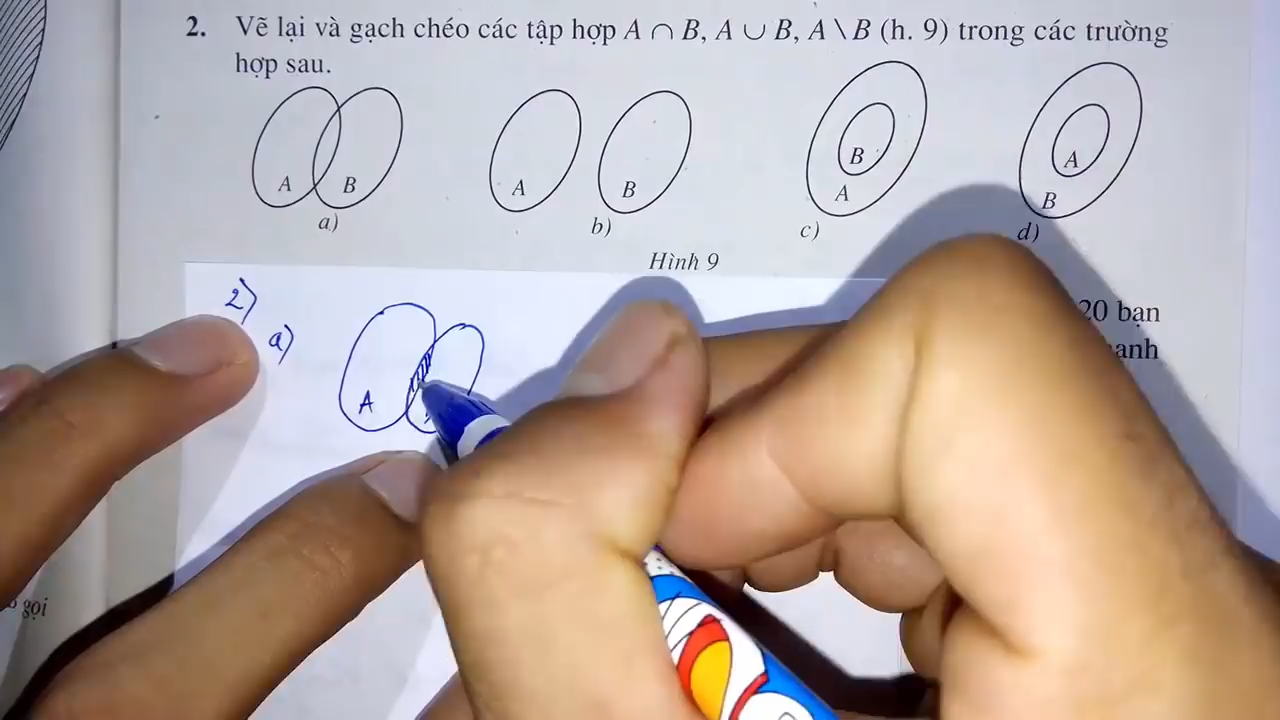 2. Vẽ lại và gạch chéo các tập hợp A ∩ B, A ∪ B, A \ B (h. 9) trong các trường
hợp sau.
A B
a)
A B
b)
B
A
c)
A
B
d)
Hình 9
2)
a)
A
20 bạn
anh
gọi